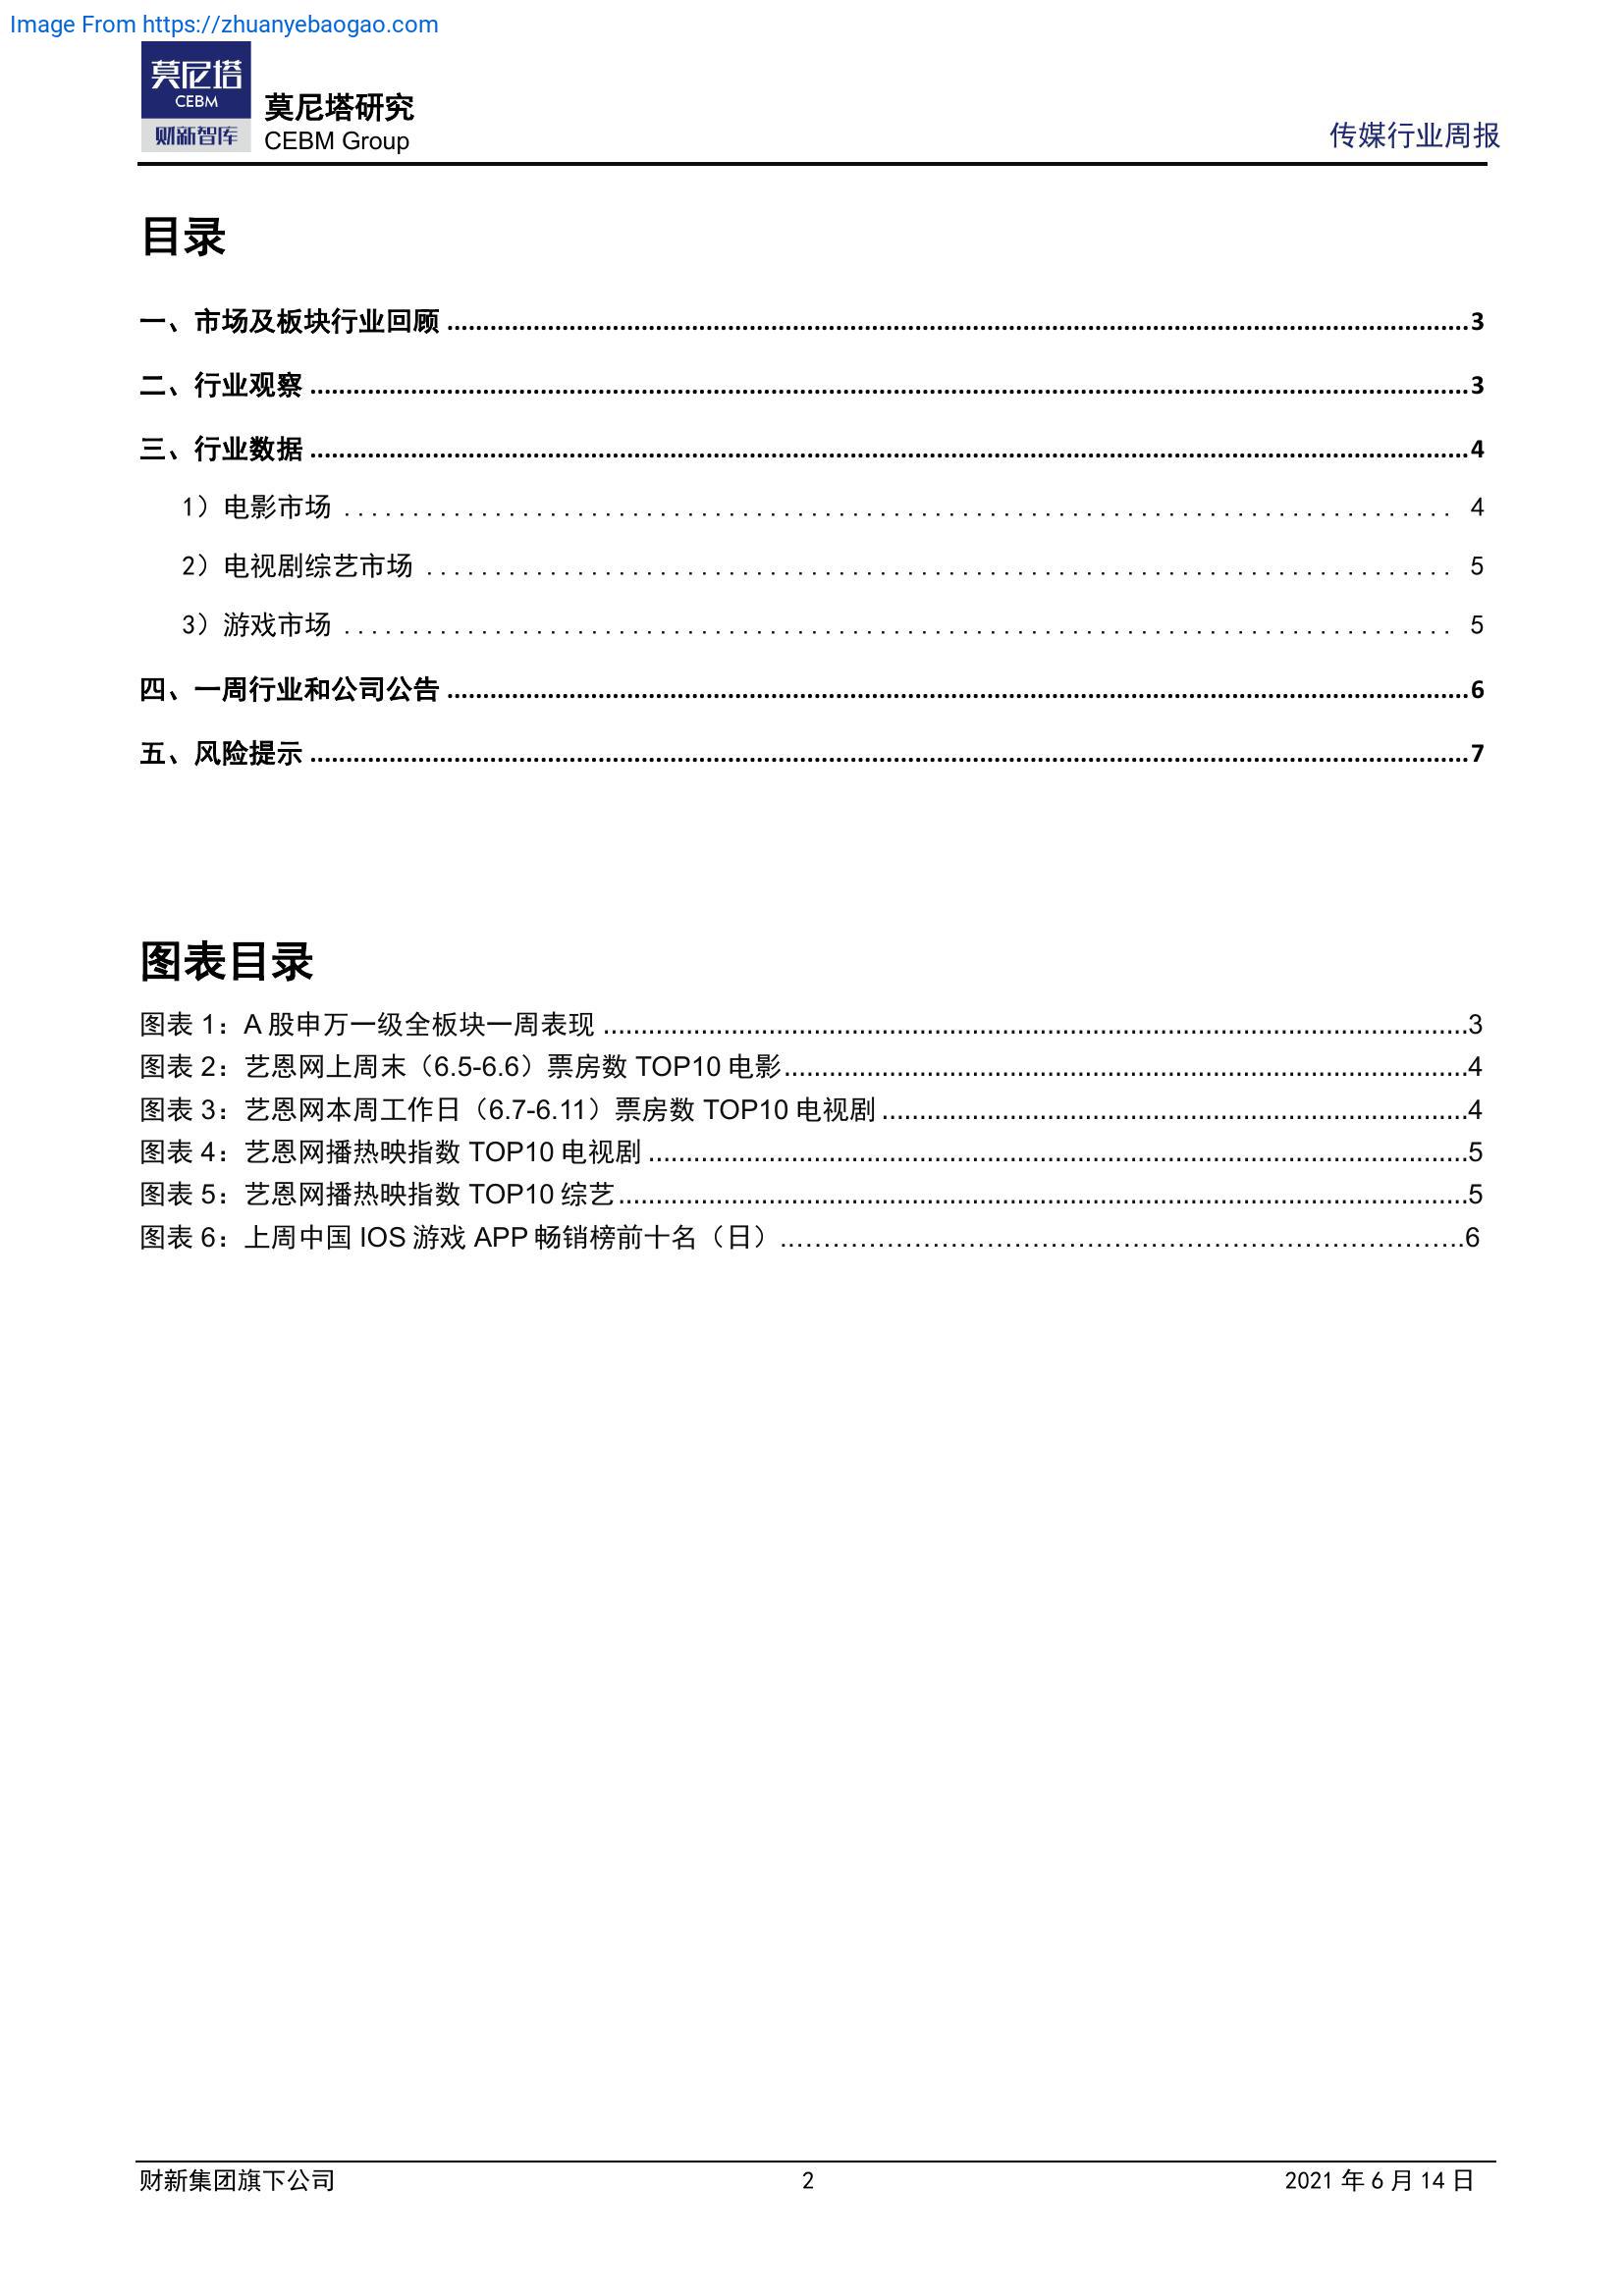 Image From https://zhuanyebaogao.com
莫尼塔
CEBM
财新智库
莫尼塔研究
CEBM Group
传媒行业周报
目录
一、市场及板块行业回顾 3
二、行业观察 3
三、行业数据 4
1）电影市场 4
2）电视剧综艺市场 5
3）游戏市场 5
四、一周行业和公司公告 6
五、风险提示 7
图表目录
图表 1：A 股申万一级全板块一周表现 3
图表 2：艺恩网上周末（6.5-6.6）票房数 TOP10 电影 4
图表 3：艺恩网本周工作日（6.7-6.11）票房数 TOP10 电视剧 4
图表 4：艺恩网播热映指数 TOP10 电视剧 5
图表 5：艺恩网播热映指数 TOP10 综艺 5
图表 6：上周中国 IOS 游戏 APP 畅销榜前十名（日） 6
财新集团旗下公司 2 2021 年 6 月 14 日